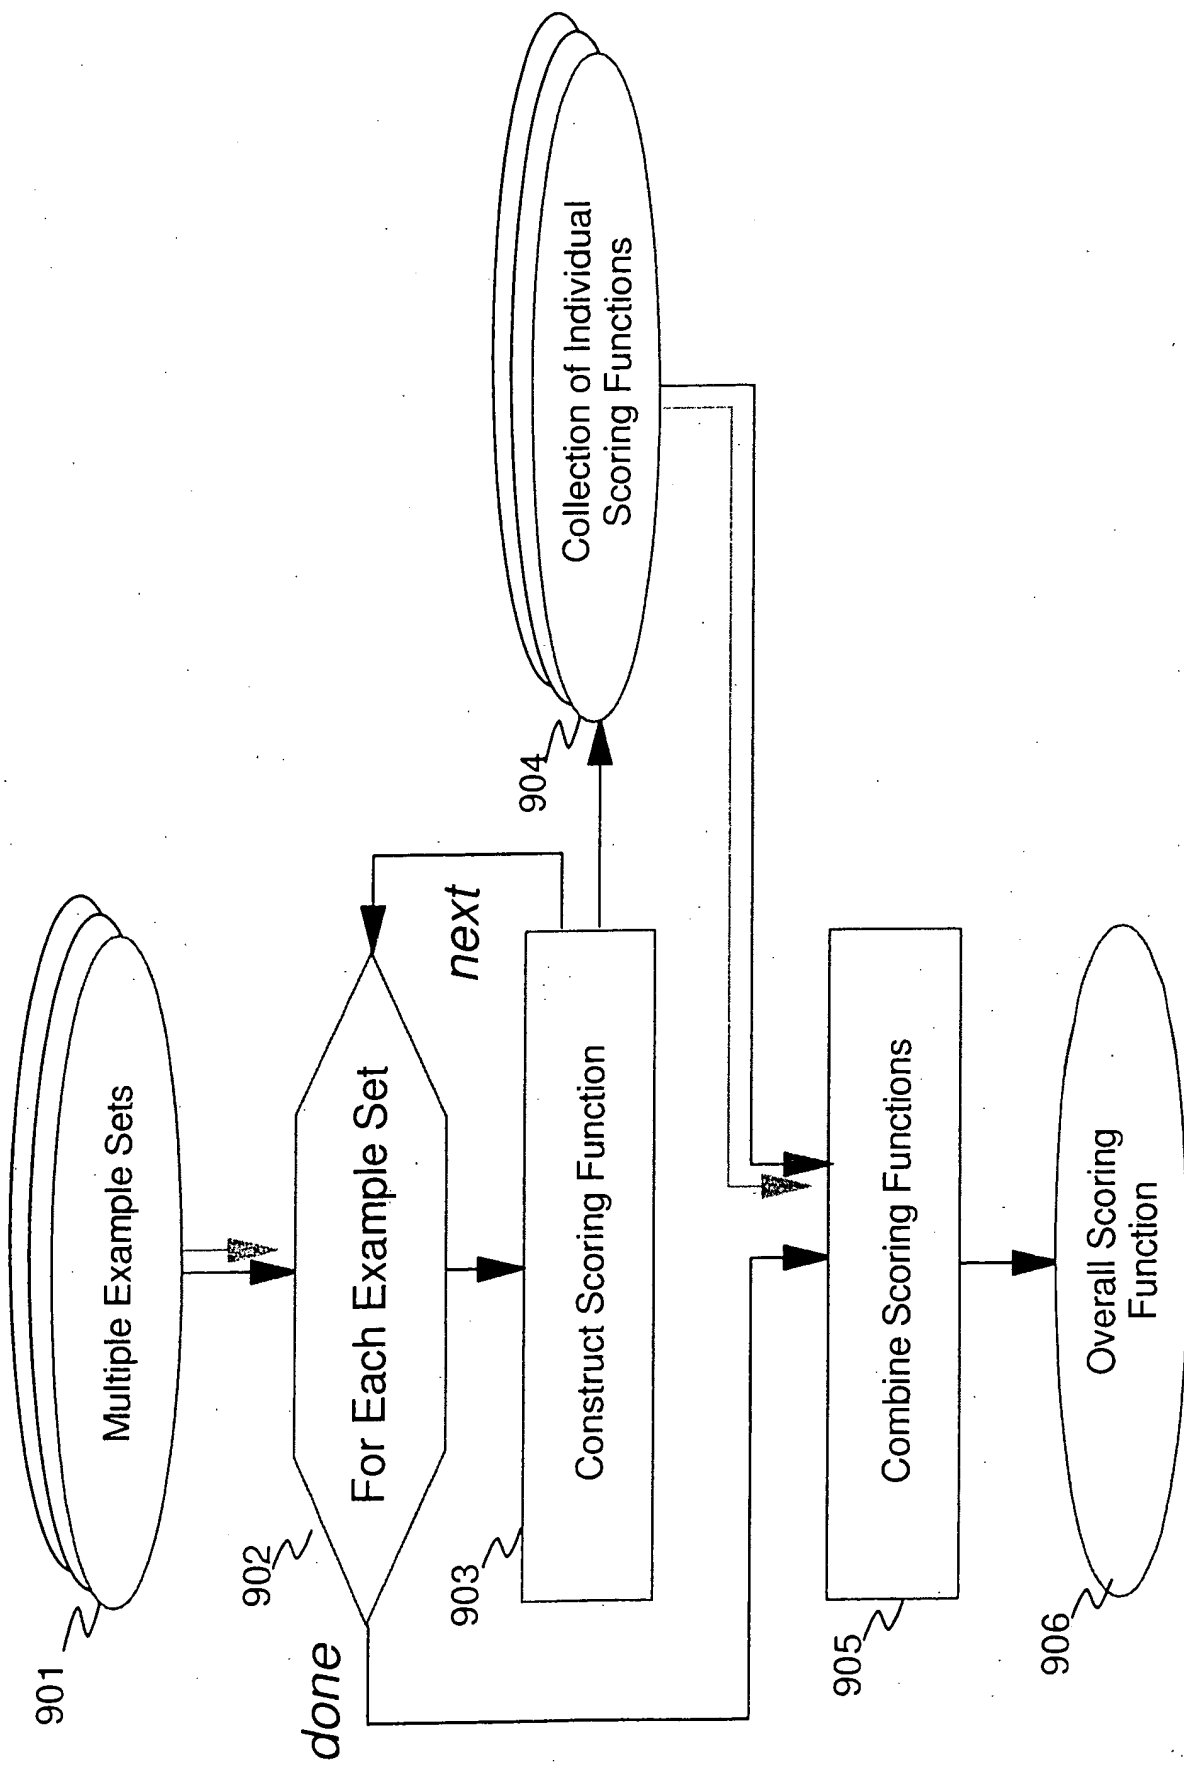 901
Multiple Example Sets
902
For Each Example Set
done
next
903
Construct Scoring Function
904
Collection of Individual
Scoring Functions
905
Combine Scoring Functions
906
Overall Scoring
Function